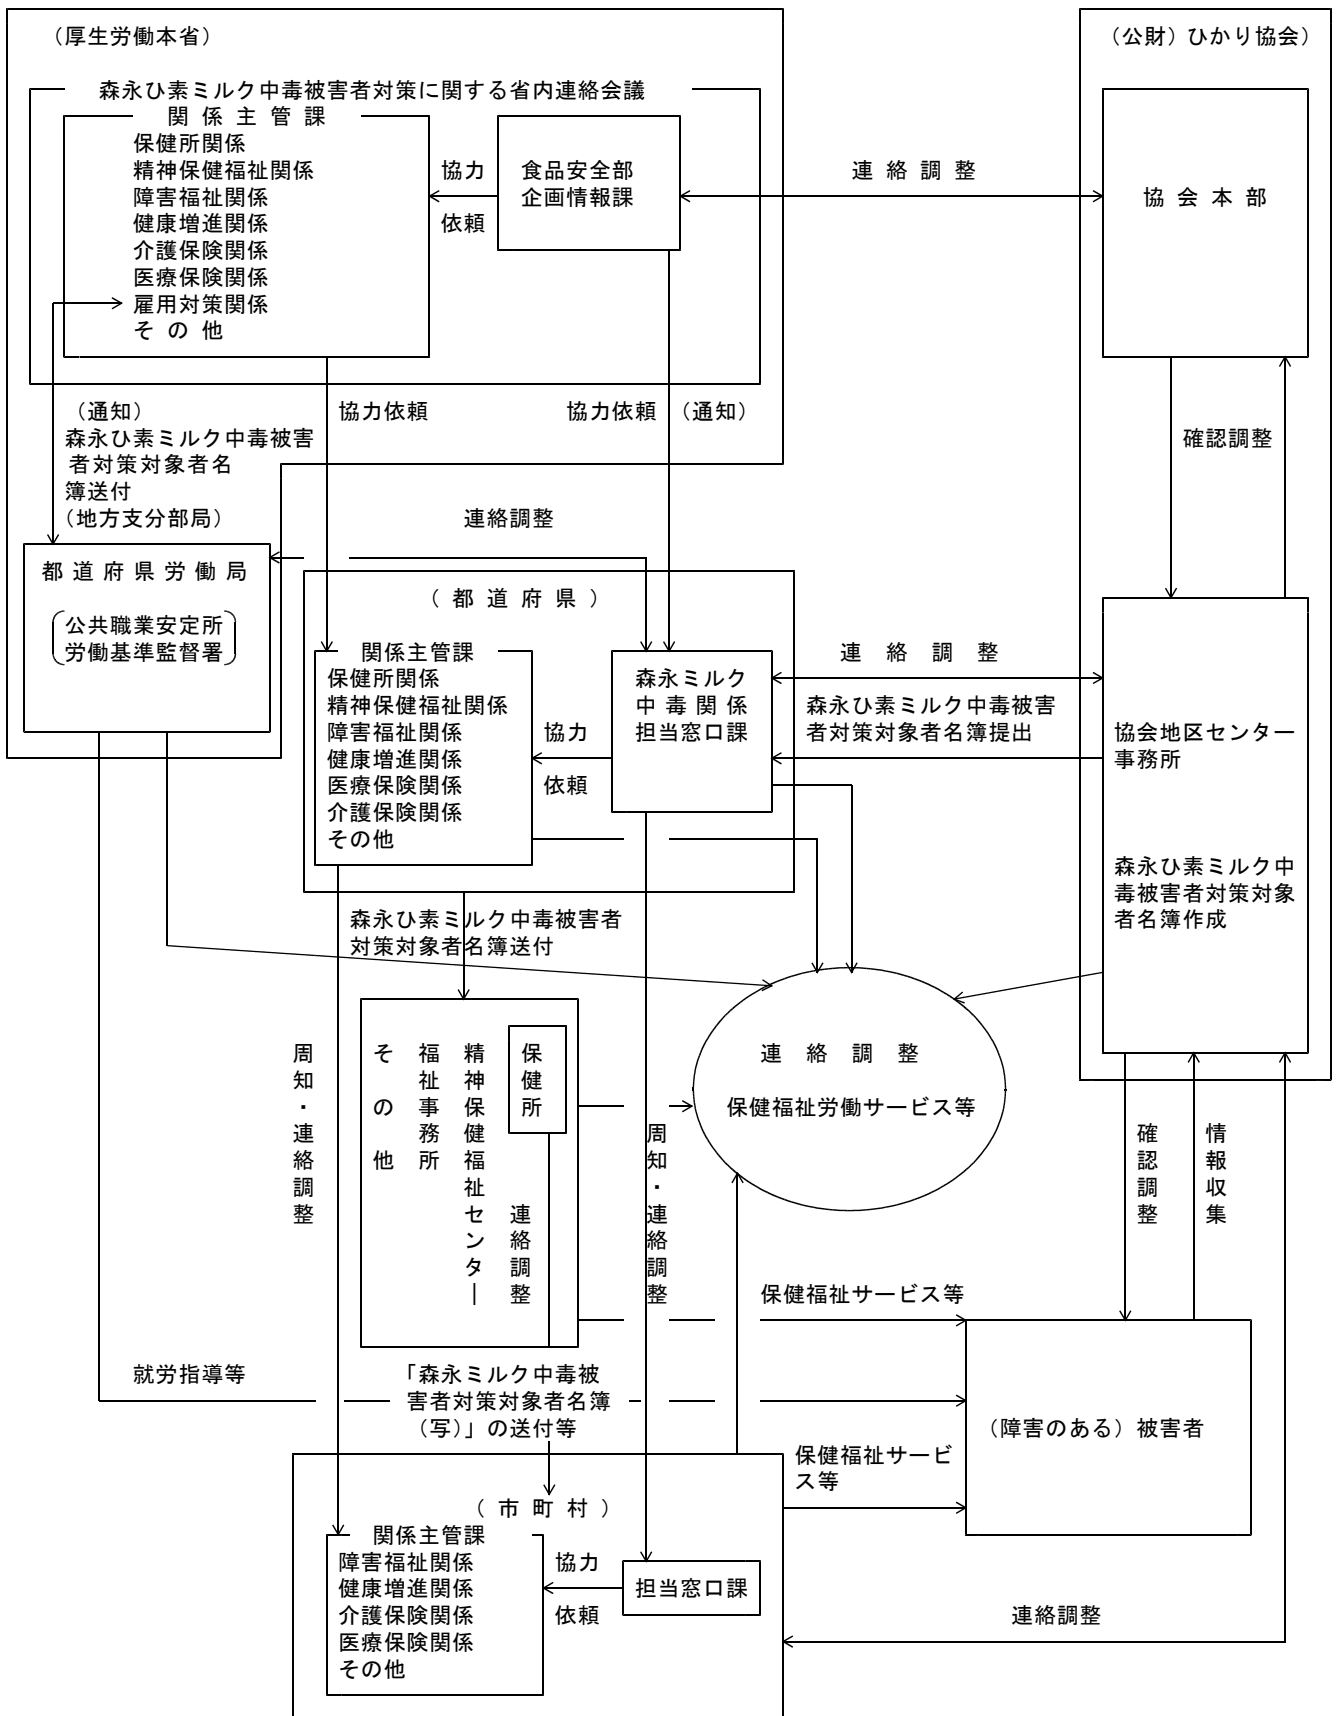 （厚生労働本省）
（公財）ひかり協会）
森永ひ素ミルク中毒被害者対策に関する省内連絡会議
関係主管課
保健所関係
精神保健福祉関係
障害福祉関係
健康増進関係
介護保険関係
医療保険関係
雇用対策関係
その他
協力
依頼
食品安全部
企画情報課
連絡調整
協会本部
（通知）
森永ひ素ミルク中毒被害
者対策対象者名
簿送付
（地方支分部局）
協力依頼
協力依頼
（通知）
確認調整
連絡調整
都道府県労働局
公共職業安定所
労働基準監督署
（都道府県）
関係主管課
保健所関係
精神保健福祉関係
障害福祉関係
健康増進関係
医療保険関係
介護保険関係
その他
協力
依頼
森永ミルク
中毒関係
担当窓口課
連絡調整
森永ひ素ミルク中毒被害
者対策対象者名簿提出
協会地区センター
事務所
森永ひ素ミルク中
毒被害者対策対象
者名簿作成
森永ひ素ミルク中毒被害者
対策対象者名簿送付
周知・連絡調整
その他
福祉事務所
精神保健福祉センター
保健所
連絡調整
周知・連絡調整
連絡調整
保健福祉労働サービス等
確認調整
情報収集
保健福祉サービス等
就労指導等
「森永ミルク中毒被
害者対策対象者名簿
（写）」の送付等
（障害のある）被害者
保健福祉サービ
ス等
（市町村）
関係主管課
障害福祉関係
健康増進関係
介護保険関係
医療保険関係
その他
協力
依頼
担当窓口課
連絡調整